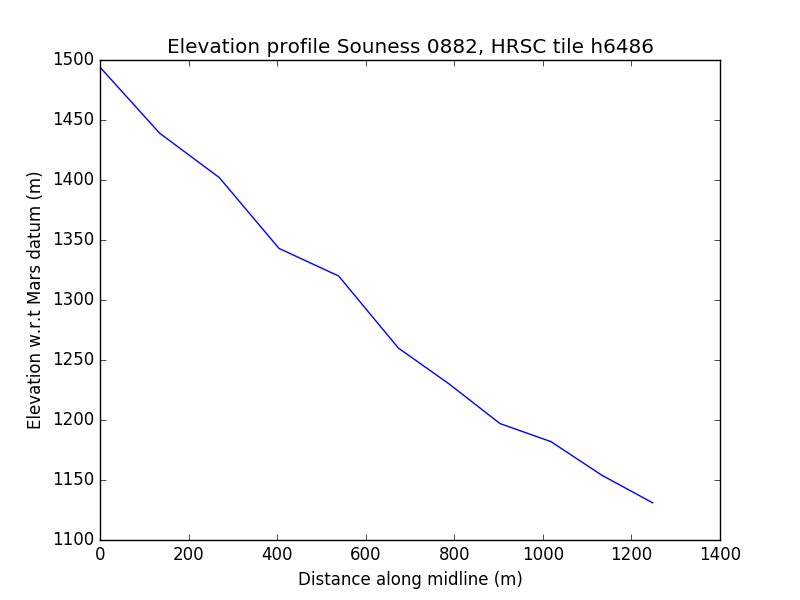 Elevation profile Souness 0882, HRSC tile h6486
Elevation w.r.t Mars datum (m)
1500
1450
1400
1350
1300
1250
1200
1150
1100
0 200 400 600 800 1000 1200 1400
Distance along midline (m)